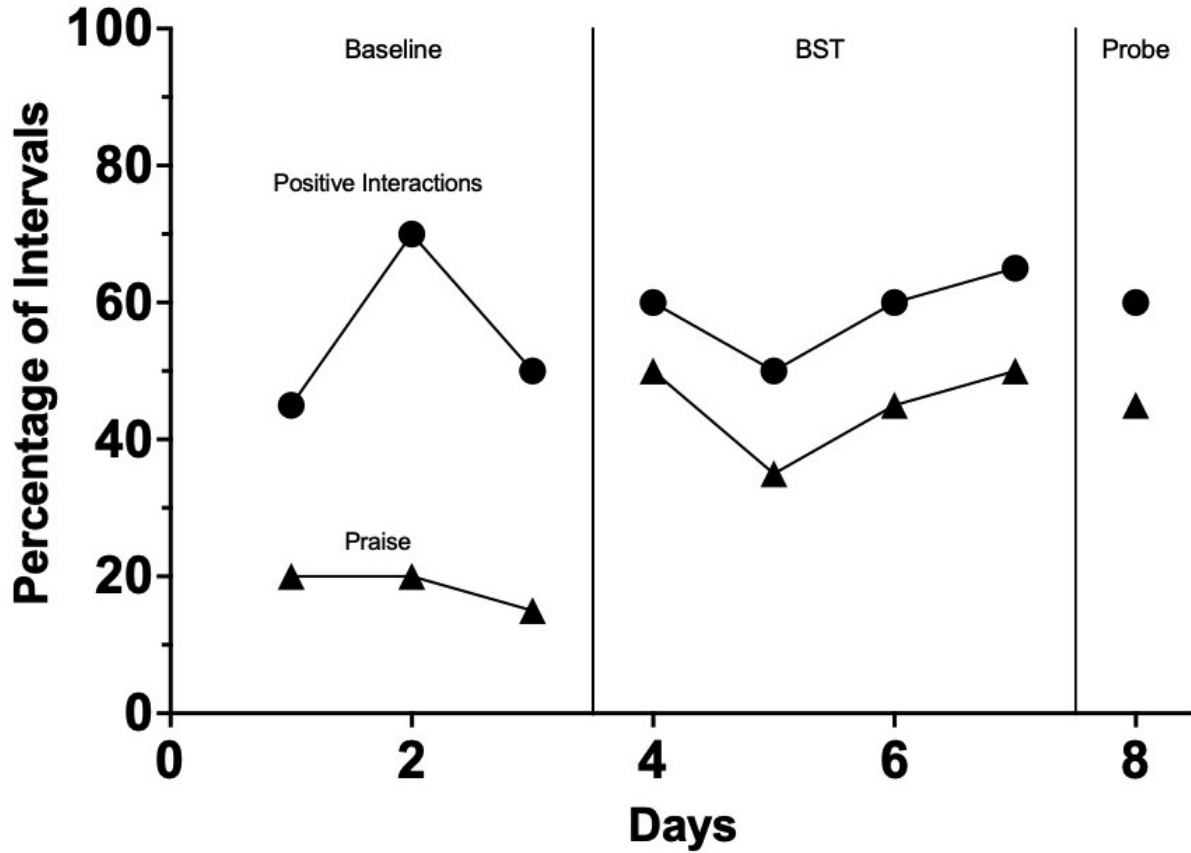 Percentage of Intervals
100
80
60
40
20
0
Baseline
BST
Probe
Positive Interactions
Praise
0
2
4
6
8
Days